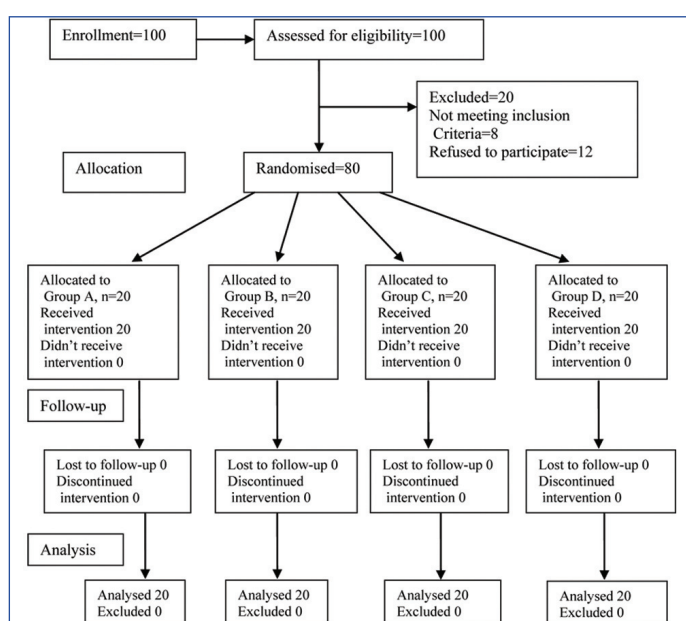 Enrollment=100
Assessed for eligibility=100
Excluded=20
Not meeting inclusion
Criteria=8
Refused to participate=12
Allocation
Randomised=80
Allocated to
Group A, n=20
Received
intervention 20
Didn’t receive
intervention 0
Allocated to
Group B, n=20
Received
intervention 20
Didn’t receive
intervention 0
Allocated to
Group C, n=20
Received
intervention 20
Didn’t receive
intervention 0
Allocated to
Group D, n=20
Received
intervention 20
Didn’t receive
intervention 0
Follow-up
Lost to follow-up 0
Discontinued
intervention 0
Lost to follow-up 0
Discontinued
intervention 0
Lost to follow-up 0
Discontinued
intervention 0
Lost to follow-up 0
Discontinued
intervention 0
Analysis
Analysed 20
Excluded 0
Analysed 20
Excluded 0
Analysed 20
Excluded 0
Analysed 20
Excluded 0